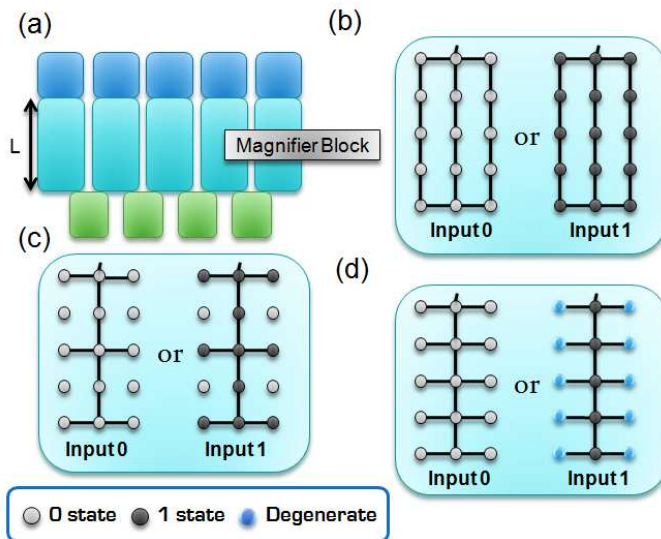 (a)
L
Magnifier Block
(b)
or
Input 0
Input 1
(c)
or
Input 0
Input 1
(d)
or
Input 0
Input 1
0 state
1 state
Degenerate